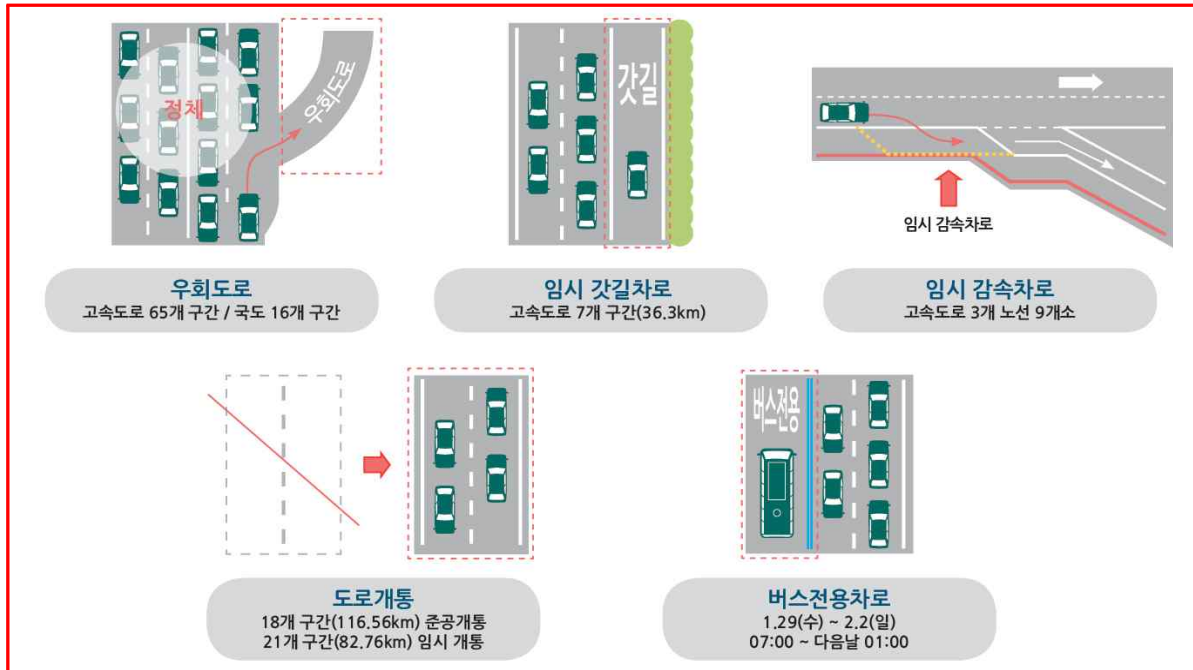 정체
우회도로
우회도로
고속도로 65개 구간 / 국도 16개 구간
갓길
임시 갓길차로
고속도로 7개 구간(36.3km)
임시 감속차로
임시 감속차로
고속도로 3개 노선 9개소
도로개통
18개 구간(116.56km) 준공개통
21개 구간(82.76km) 임시 개통
버스전용
버스전용차로
1.29(수) ~ 2.2(일)
07:00 ~ 다음날 01:00